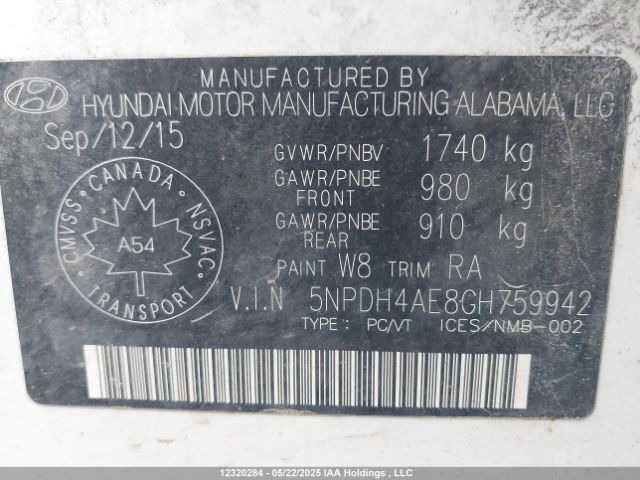 MANUFACTURED BY
HYUNDAI MOTOR MANUFACTURING ALABAMA, LLC
Sep/12/15
GVWR/PNBV 1740 kg
GAWR/PNBE FRONT 980 kg
GAWR/PNBE REAR 910 kg
PAINT W8 TRIM RA
CANADA
CMVSS
NSVAC
A54
TRANSPORT
V.I.N 5NPDH4AE8GH759942
TYPE: PC/VT ICES/NMB-002
12320284 - 05/22/2025 IAA Holdings , LLC